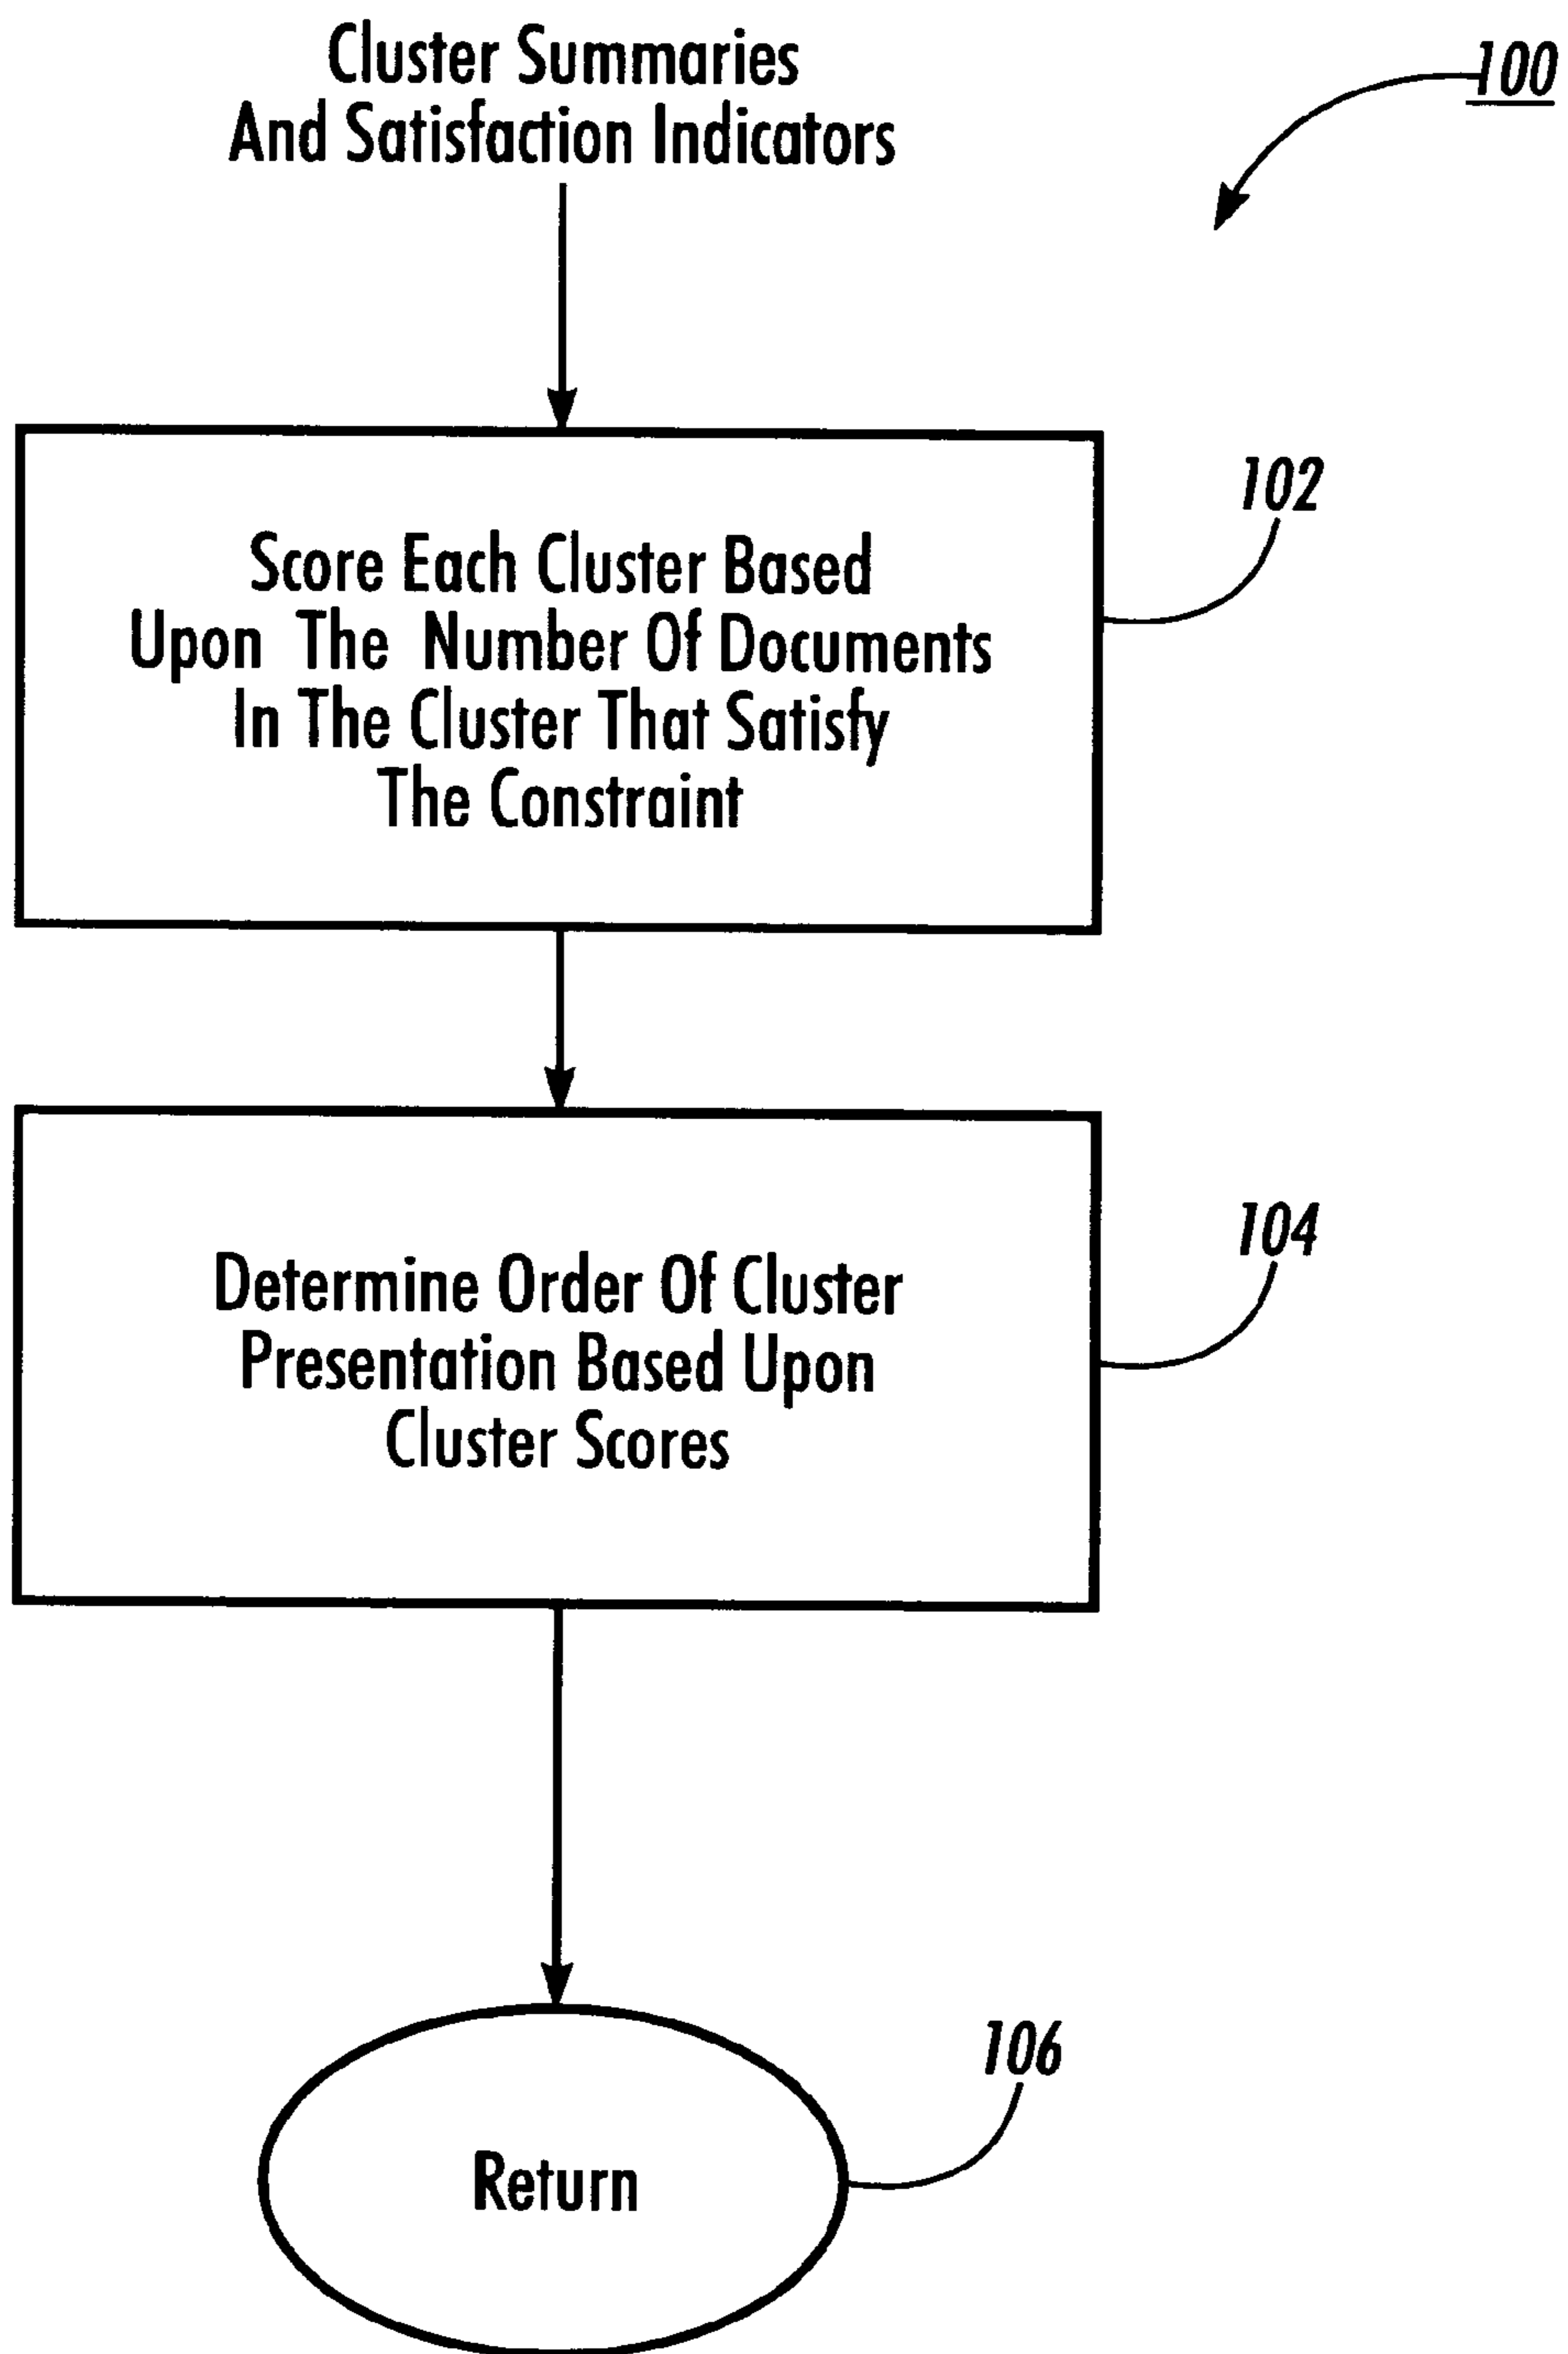 Cluster Summaries
And Satisfaction Indicators
100
Score Each Cluster Based
Upon The Number Of Documents
In The Cluster That Satisfy
The Constraint
102
Determine Order Of Cluster
Presentation Based Upon
Cluster Scores
104
Return
106